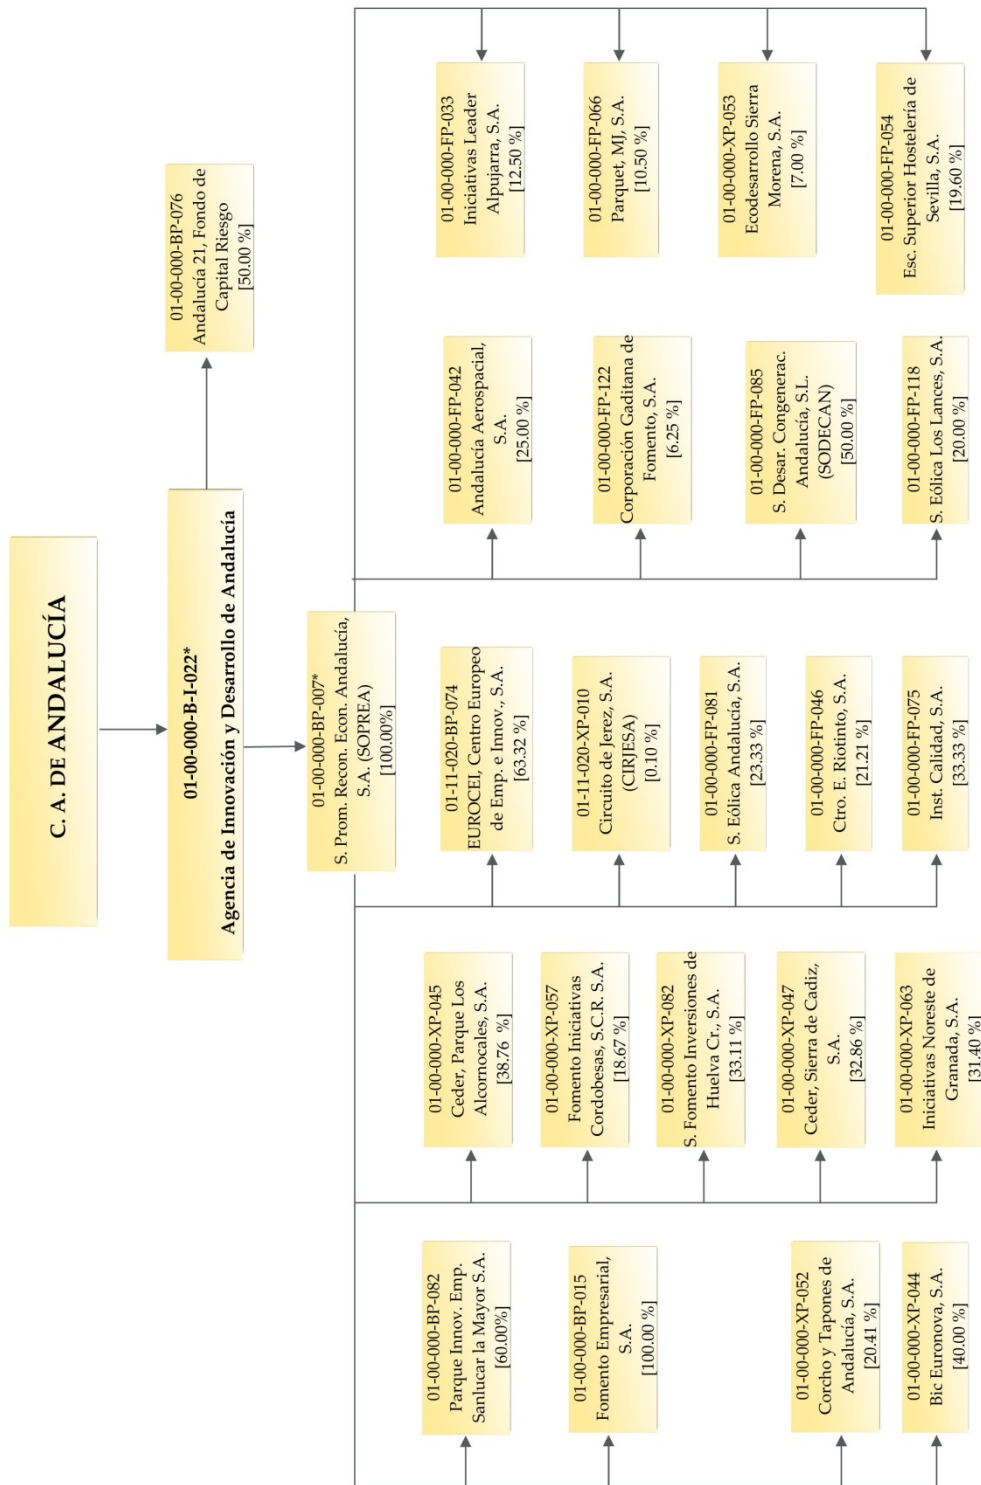 C. A. DE ANDALUCÍA
01-00-000-B-I-022*
Agencia de Innovación y Desarrollo de Andalucía
01-00-000-BP-076
Andalucía 21, Fondo de
Capital Riesgo
[50.00 %]
01-00-000-BP-007*
S. Prom. Recon. Econ. Andalucía,
S.A. (SOPREA)
[100.00%]
01-00-000-BP-082
Parque Innov. Emp.
Sanlucar la Mayor S.A.
[60.00%]
01-00-000-BP-015
Fomento Empresarial,
S.A.
[100.00 %]
01-00-000-XP-052
Corcho y Tapones de
Andalucía, S.A.
[20.41 %]
01-00-000-XP-044
Bic Euronova, S.A.
[40.00 %]
01-00-000-XP-045
Ceder, Parque Los
Alcornocales, S.A.
[38.76 %]
01-00-000-XP-057
Fomento Iniciativas
Cordobesas, S.C.R. S.A.
[18.67 %]
01-00-000-XP-082
S. Fomento Inversiones de
Huelva Cr., S.A.
[33.11 %]
01-00-000-XP-047
Ceder, Sierra de Cadiz,
S.A.
[32.86 %]
01-00-000-XP-063
Iniciativas Noreste de
Granada, S.A.
[31.40 %]
01-11-020-BP-074
EUROCEI, Centro Europeo
de Emp. e Innov., S.A.
[63.32 %]
01-11-020-XP-010
Circuito de Jerez, S.A.
(CIRJESA)
[0.10 %]
01-00-000-FP-081
S. Eólica Andalucía, S.A.
[23.33 %]
01-00-000-FP-046
Ctro. E. Riotinto, S.A.
[21.21 %]
01-00-000-FP-075
Inst. Calidad, S.A.
[33.33 %]
01-00-000-FP-042
Andalucía Aerospacial,
S.A.
[25.00 %]
01-00-000-FP-122
Corporación Gaditana de
Fomento, S.A.
[6.25 %]
01-00-000-FP-085
S. Desar. Congenerac.
Andalucía, S.L.
(SODECAN)
[50.00 %]
01-00-000-FP-118
S. Eólica Los Lances, S.A.
[20.00 %]
01-00-000-FP-033
Iniciativas Leader
Alpujarra, S.A.
[12.50 %]
01-00-000-FP-066
Parquet, MJ, S.A.
[10.50 %]
01-00-000-XP-053
Ecodesarrollo Sierra
Morena, S.A.
[7.00 %]
01-00-000-FP-054
Esc. Superior Hostelería de
Sevilla, S.A.
[19.60 %]